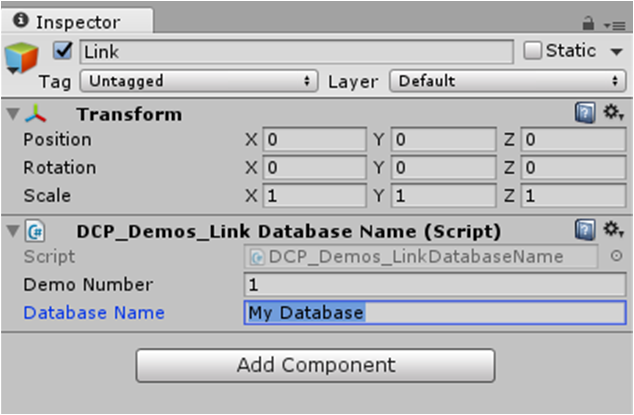 Inspector
Link
Static
Tag Untagged Layer Default
Transform
Position X 0 Y 0 Z 0
Rotation X 0 Y 0 Z 0
Scale X 1 Y 1 Z 1
DCP_Demos_Link Database Name (Script)
Script DCP_Demos_LinkDatabaseName
Demo Number 1
Database Name My Database
Add Component